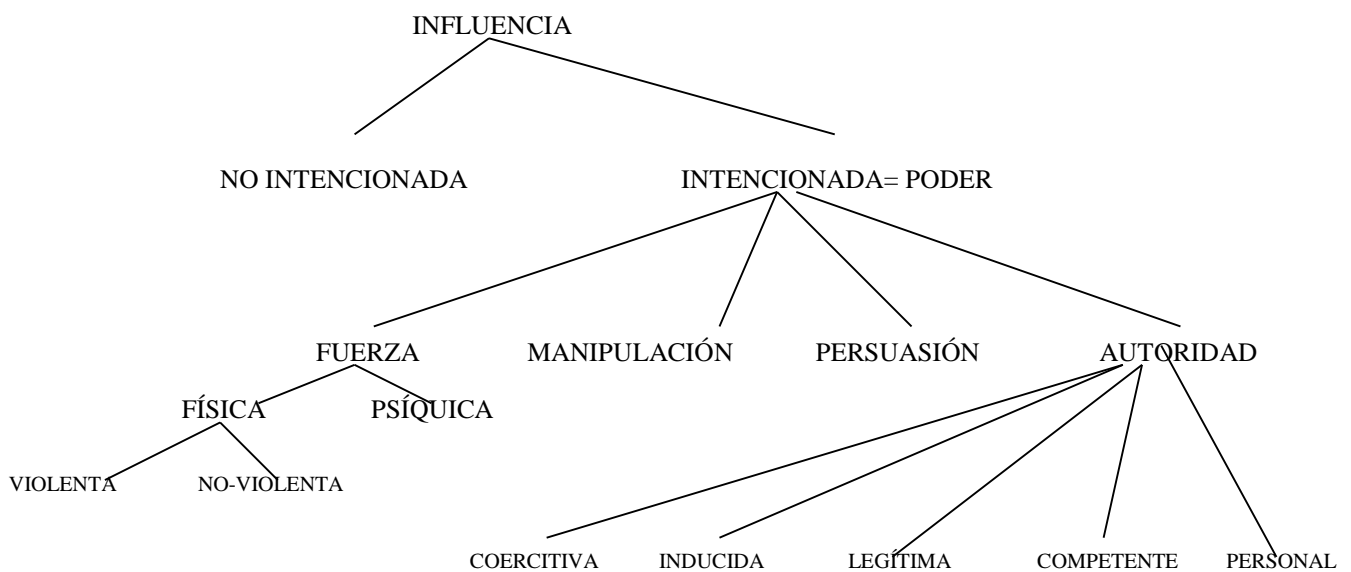 INFLUENCIA
NO INTENCIONADA INTENCIONADA= PODER
FUERZA MANIPULACIÓN PERSUASIÓN AUTORIDAD
FÍSICA PSÍQUICA
VIOLENTA NO-VIOLENTA
COERCITIVA INDUCIDA LEGÍTIMA COMPETENTE PERSONAL